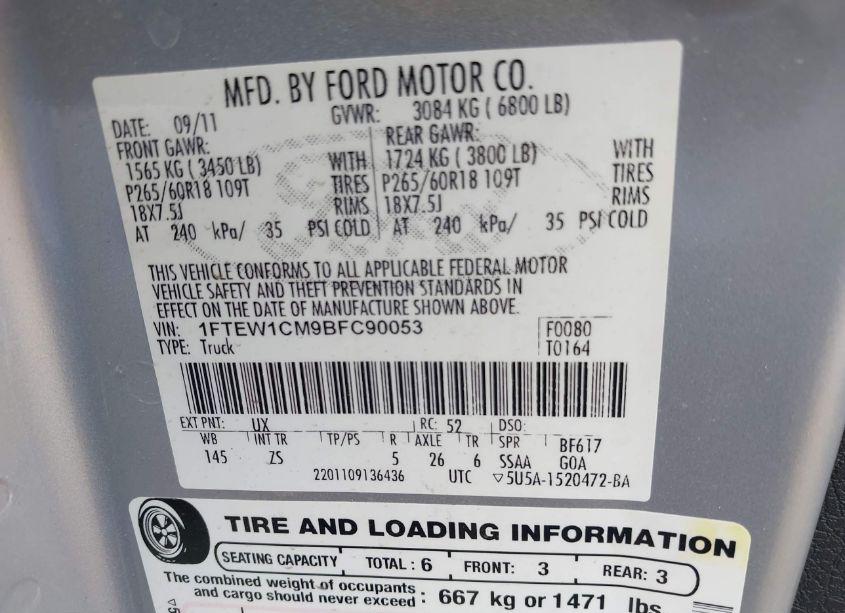 MFD. BY FORD MOTOR CO.
DATE: 09/11 GVWR: 3084 KG ( 6800 LB)
FRONT GAWR: REAR GAWR:
1565 KG ( 3450 LB) WITH 1724 KG ( 3800 LB) WITH
P265/60R18 109T TIRES P265/60R18 109T TIRES
18X7.5J RIMS 18X7.5J RIMS
AT 240 kPa/ 35 PSI COLD AT 240 kPa/ 35 PSI COLD
THIS VEHICLE CONFORMS TO ALL APPLICABLE FEDERAL MOTOR
VEHICLE SAFETY AND THEFT PREVENTION STANDARDS IN
EFFECT ON THE DATE OF MANUFACTURE SHOWN ABOVE.
VIN: 1FTEW1CM9BFC90053 F0080
TYPE: Truck T0164
EXT PNT: UX RC: 52 DSO:
WB INT TR TP/PS R AXLE TR SPR BF617
145 ZS 5 26 6 SSAA GOA
2201109136436 UTC ▽5U5A-1520472-BA
TIRE AND LOADING INFORMATION
SEATING CAPACITY TOTAL : 6 FRONT: 3 REAR: 3
The combined weight of occupants
and cargo should never exceed : 667 kg or 1471 lbs